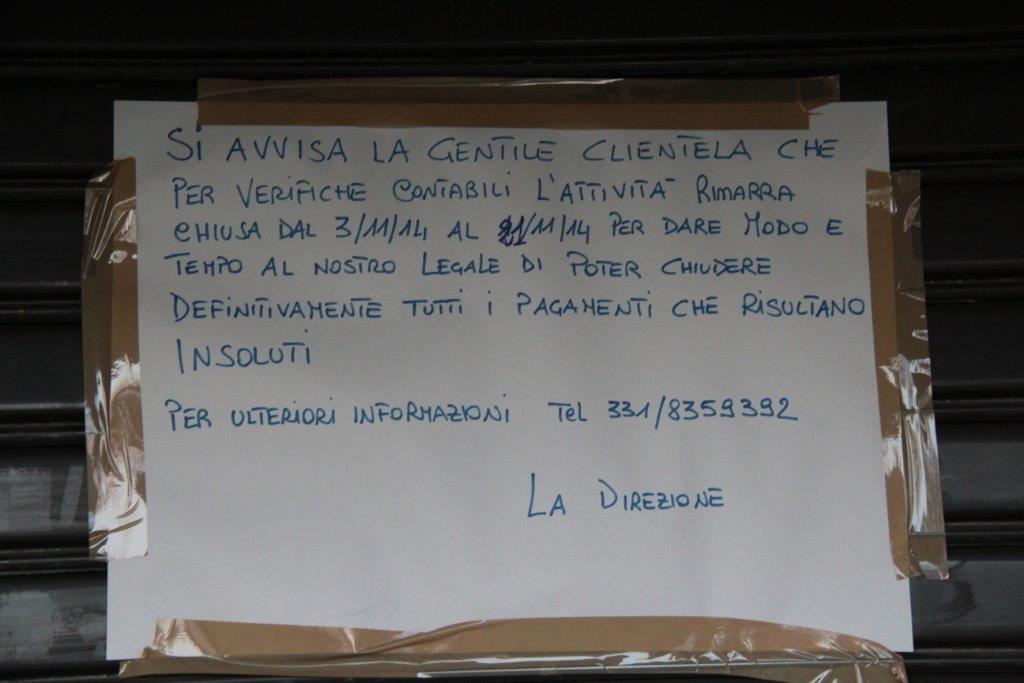 SI AVVISA LA GENTILE CLIENTELA CHE
PER VERIFICHE CONTABILI L'ATTIVITÀ RIMARRA
CHIUSA DAL 3/11/14 AL 21/11/14 PER DARE MODO E
TEMPO AL NOSTRO LEGALE DI POTER CHIUDERE
DEFINITIVAMENTE TUTTI I PAGAMENTI CHE RISULTANO
INSOLUTI
PER ULTERIORI INFORMAZIONI TEL 331/8359392
LA DIREZIONE